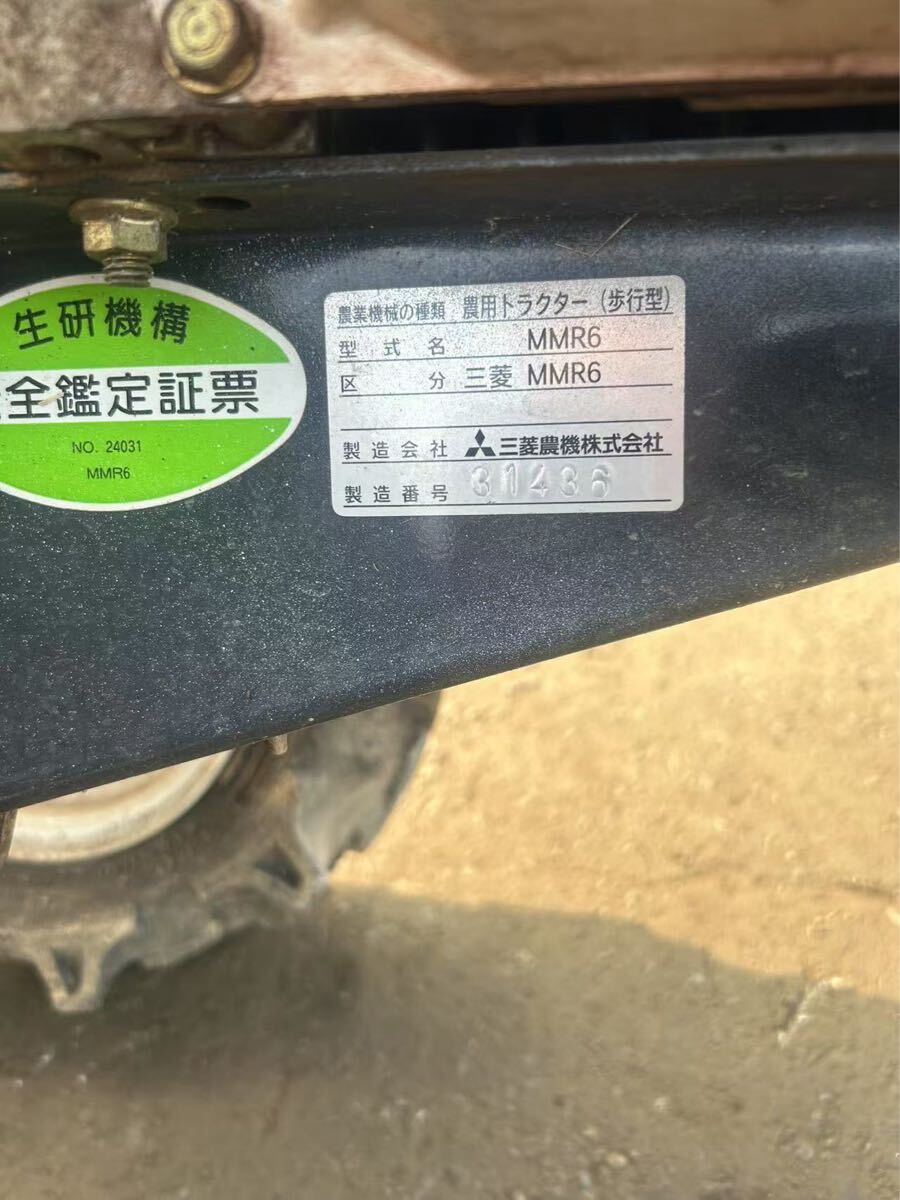 生研機構
全鑑定証票
NO. 24031
MMR6
農業機械の種類 農用トラクター (歩行型)
型式名 MMR6
区分 三菱 MMR6
製造会社 三菱農機株式会社
製造番号 31436